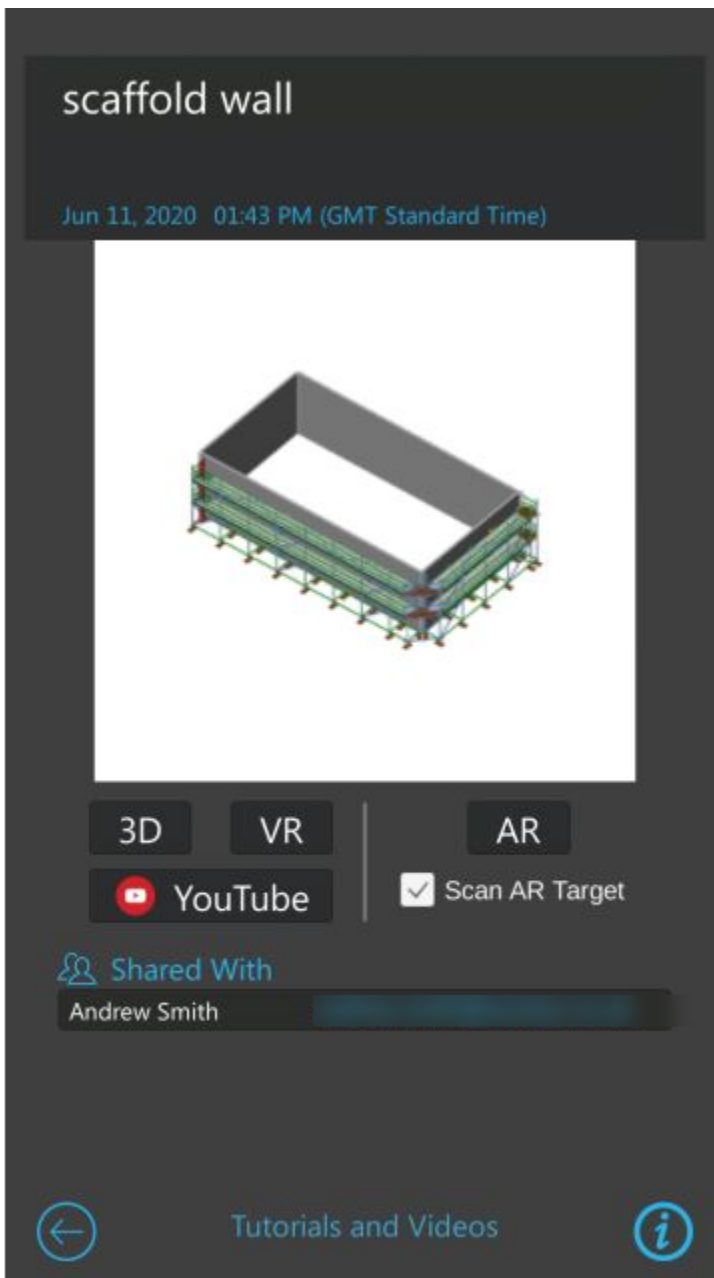 scaffold wall
Jun 11, 2020 01:43 PM (GMT Standard Time)
3D VR AR
YouTube Scan AR Target
Shared With
Andrew Smith
Tutorials and Videos
i